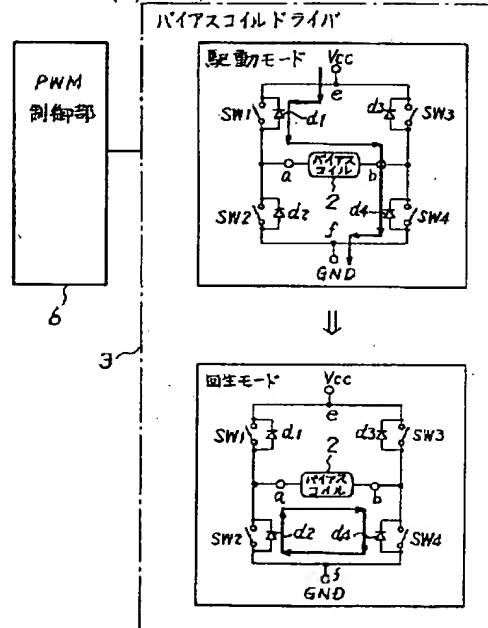 バイアスコイルドライバ
PWM
制御部
6
3
駆動モード
Vcc
e
SW1
d1
d3
SW3
a
バイアス
コイル
b
2
SW2
d2
d4
SW4
f
GND
⇓
回生モード
Vcc
e
SW1
d1
d3
SW3
2
a
バイアス
コイル
b
SW2
d2
d4
SW4
f
GND